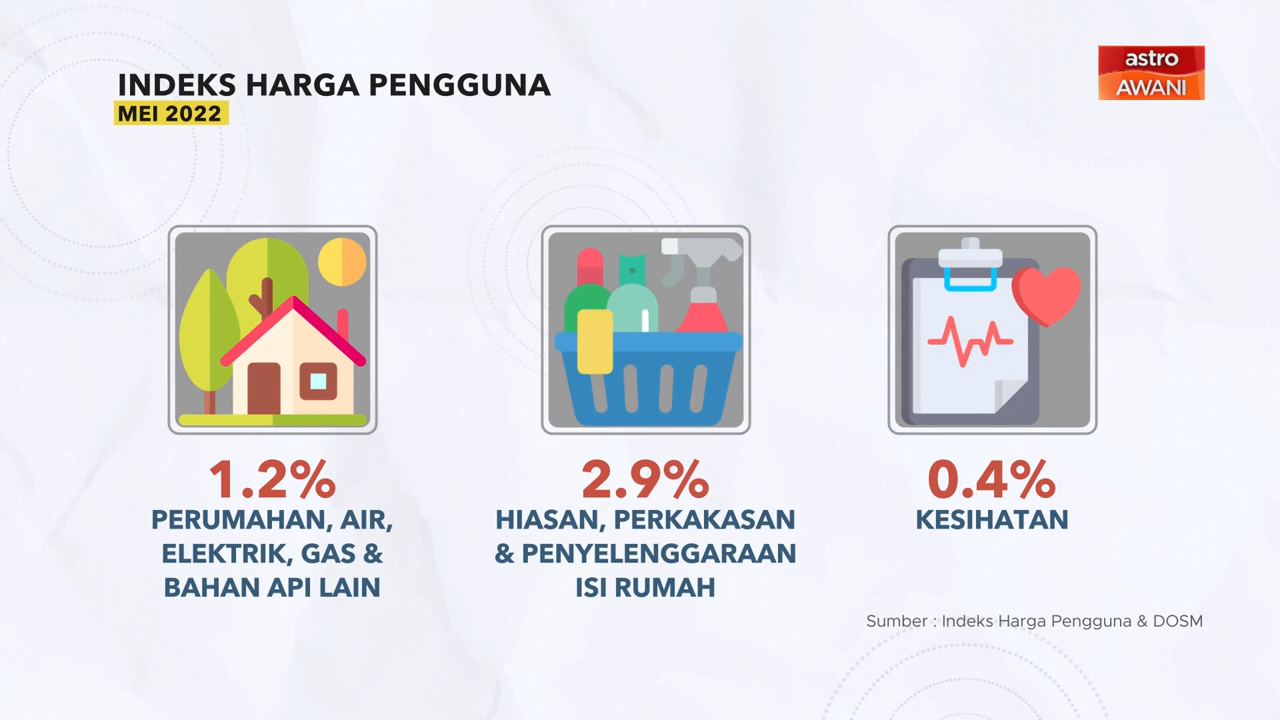 INDEKS HARGA PENGGUNA
MEI 2022
astro
AWANI
1.2%
PERUMAHAN, AIR,
ELEKTRIK, GAS &
BAHAN API LAIN
2.9%
HIASAN, PERKAKASAN
& PENYELENGGARAAN
ISI RUMAH
0.4%
KESIHATAN
Sumber : Indeks Harga Pengguna & DOSM